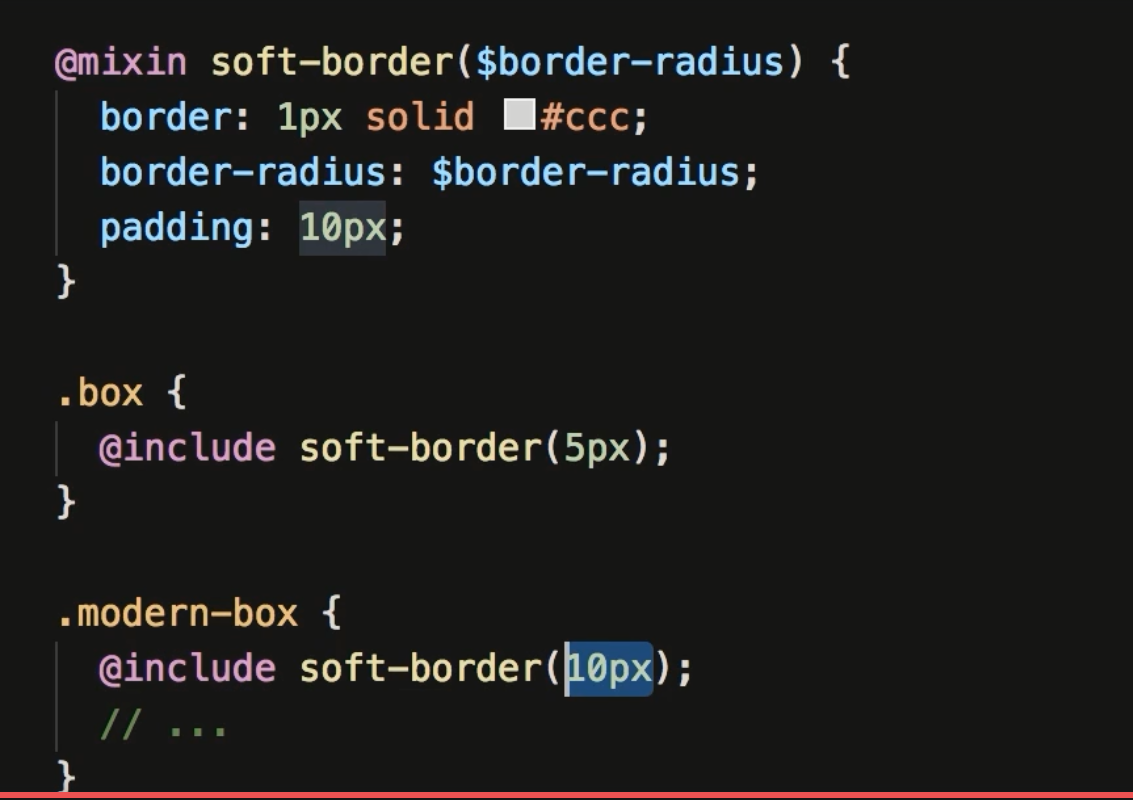 @mixin soft-border($border-radius) {
border: 1px solid #ccc;
border-radius: $border-radius;
padding: 10px;
}
.box {
@include soft-border(5px);
}
.modern-box {
@include soft-border(10px);
// ...
}